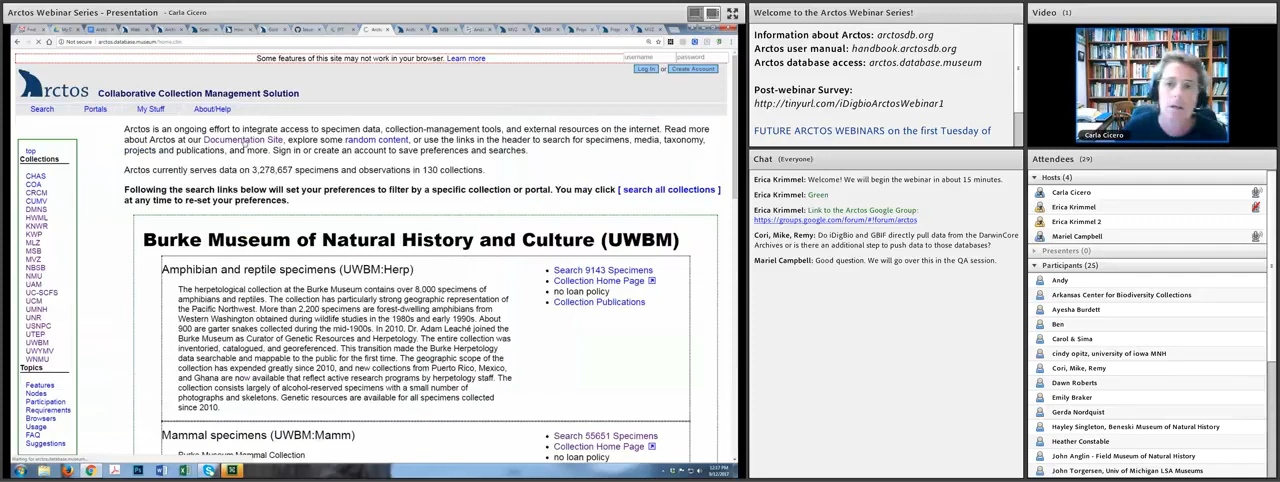 Arctos Webinar Series - Presentation - Carla Cicero
Not secure | arctos.database.museum/home.cfm
Some features of this site may not work in your browser. Learn more
username
password
Log In or Create Account
Arctos Collaborative Collection Management Solution
Search Portals My Stuff About/Help
top
Collections
CHAS
COA
CRCM
CUMV
DMNS
HWML
KNWR
KWP
MLZ
MSB
MVZ
NBSB
NMU
UAM
UC-SCFS
UCM
UMNH
UNR
USNPC
UTEP
UWBM
UWYMV
WNMU
Topics
Features
Nodes
Participation
Requirements
Browsers
Usage
FAQ
Suggestions
Arctos is an ongoing effort to integrate access to specimen data, collection-management tools, and external resources on the internet. Read more
about Arctos at our Documentation Site, explore some random content, or use the links in the header to search for specimens, media, taxonomy,
projects and publications, and more. Sign in or create an account to save preferences and searches.
Arctos currently serves data on 3,278,657 specimens and observations in 130 collections.
Following the search links below will set your preferences to filter by a specific collection or portal. You may click [ search all collections ]
at any time to re-set your preferences.
Burke Museum of Natural History and Culture (UWBM)
Amphibian and reptile specimens (UWBM:Herp)
The herpetological collection at the Burke Museum contains over 8,000 specimens of
amphibians and reptiles. The collection has particularly strong geographic representation of
the Pacific Northwest. More than 2,200 specimens are forest-dwelling amphibians from
Western Washington obtained during wildlife studies in the 1980s and early 1990s. About
900 are garter snakes collected during the mid-1900s. In 2010, Dr. Adam Leaché joined the
Burke Museum as Curator of Genetic Resources and Herpetology. The entire collection was
inventoried, catalogued, and georeferenced. This transition made the Burke Herpetology
data searchable and mappable to the public for the first time. The geographic scope of the
collection has expended greatly since 2010, and new collections from Puerto Rico, Mexico,
and Ghana are now available that reflect active research programs by herpetology staff. The
collection consists largely of alcohol-reserved specimens with a small number of
photographs and skeletons. Genetic resources are available for all specimens collected
since 2010.
Search 9143 Specimens
Collection Home Page
no loan policy
Collection Publications
Mammal specimens (UWBM:Mamm)
Burke Museum Mammal Collection
Search 55651 Specimens
Collection Home Page
no loan policy
Waiting for arctos.database.museum...
12:37 PM
9/12/2017
Welcome to the Arctos Webinar Series!
Information about Arctos: arctosdb.org
Arctos user manual: handbook.arctosdb.org
Arctos database access: arctos.database.museum
Post-webinar Survey:
http://tinyurl.com/iDigbioArctosWebinar1
FUTURE ARCTOS WEBINARS on the first Tuesday of
Chat (Everyone)
Erica Krimmel: Welcome! We will begin the webinar in about 15 minutes.
Erica Krimmel: Green
Erica Krimmel: Link to the Arctos Google Group:
https://groups.google.com/forum/#!forum/arctos
Cori, Mike, Remy: Do iDigBio and GBIF directly pull data from the DarwinCore
Archives or is there an additional step to push data to those databases?
Mariel Campbell: Good question. We will go over this in the QA session.
Video (1)
Carla Cicero
Attendees (29)
Hosts (4)
Carla Cicero
Erica Krimmel
Erica Krimmel 2
Mariel Campbell
Presenters (0)
Participants (25)
Andy
Arkansas Center for Biodiversity Collections
Ayesha Burdett
Ben
Carol & Sima
cindy opitz, university of iowa MNH
Cori, Mike, Remy
Dawn Roberts
Emily Braker
Gerda Nordquist
Hayley Singleton, Beneski Museum of Natural History
Heather Constable
John Anglin - Field Museum of Natural History
John Torgersen, Univ of Michigan LSA Museums